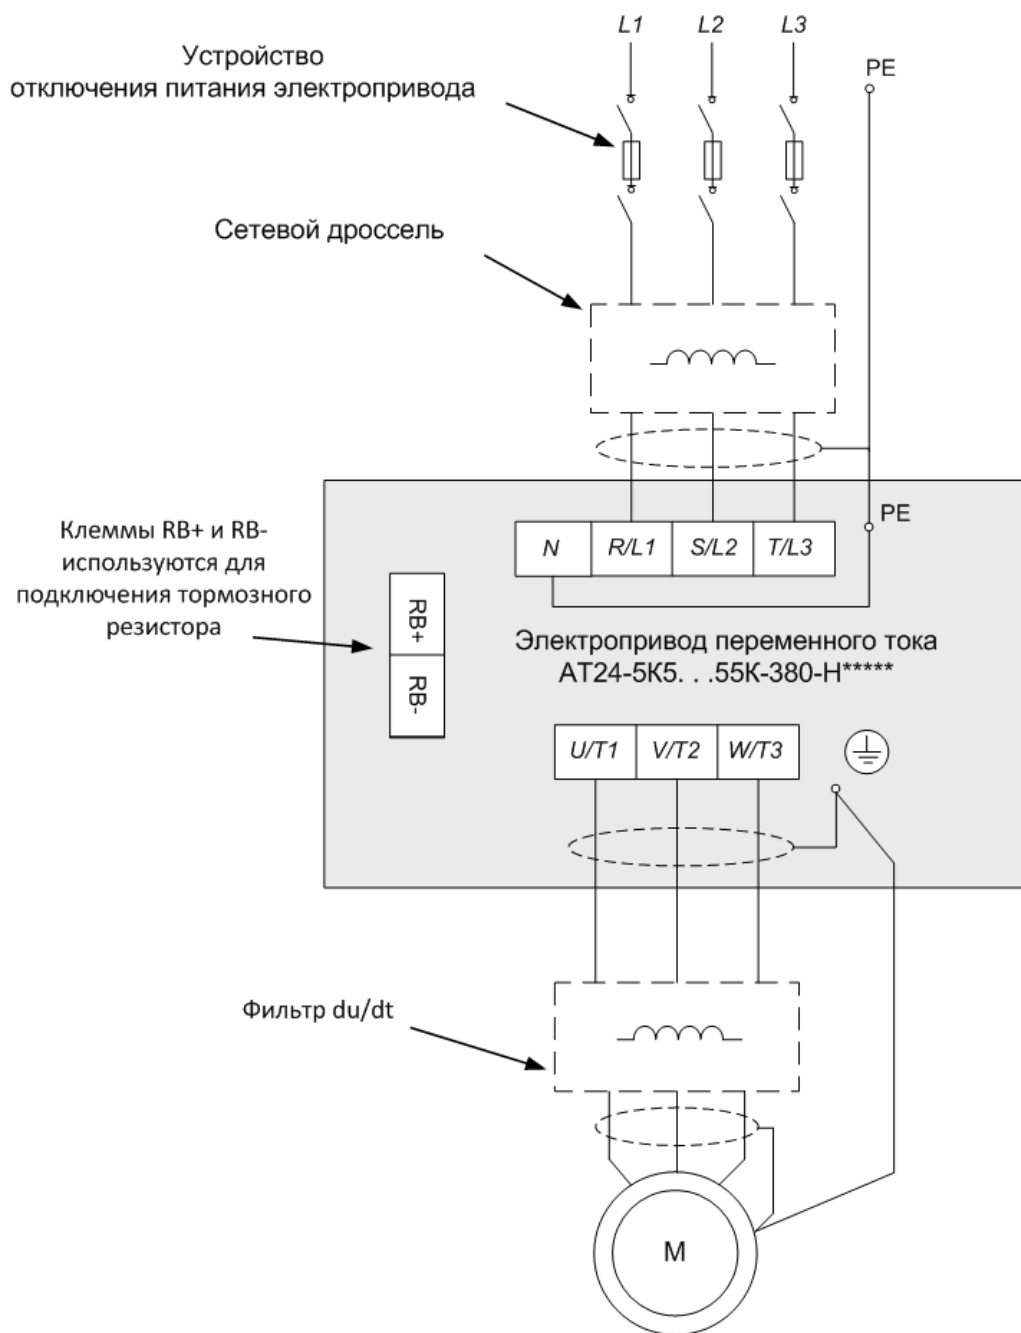 L1 L2 L3
PE
Устройство
отключения питания электропривода
Сетевой дроссель
PE
N R/L1 S/L2 T/L3
Клеммы RB+ и RB-
используются для
подключения тормозного
резистора
RB+
RB-
Электропривод переменного тока
АТ24-5К5. . .55К-380-Н*****
U/T1 V/T2 W/T3
Фильтр du/dt
M